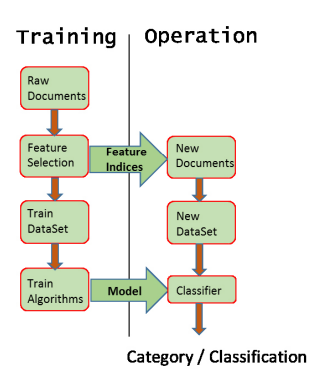 Training
Operation
Raw
Documents
Feature
Selection
Feature
Indices
New
Documents
Train
DataSet
New
DataSet
Train
Algorithms
Model
Classifier
Category / Classification